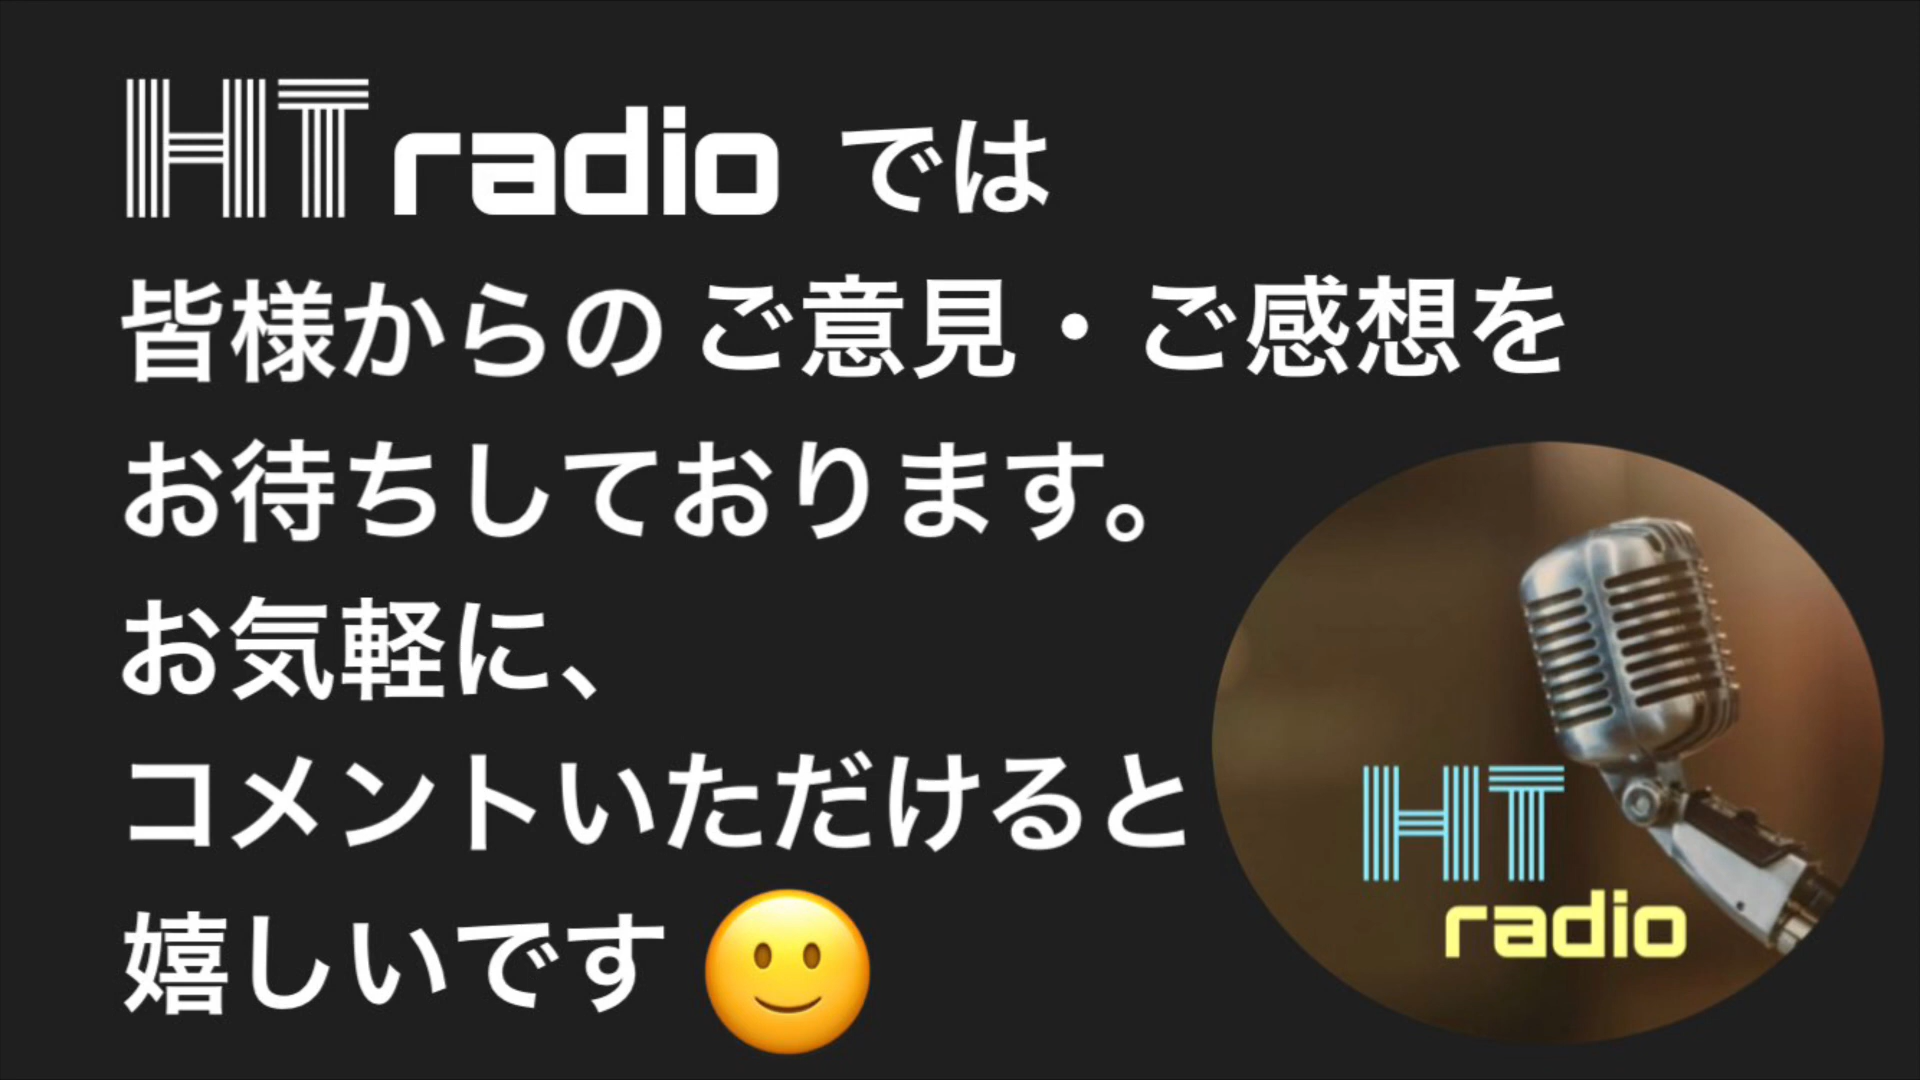 HT radio では
皆様からの ご意見・ご感想を
お待ちしております。
お気軽に、
コメントいただけると
嬉しいです 🙂
HT
radio